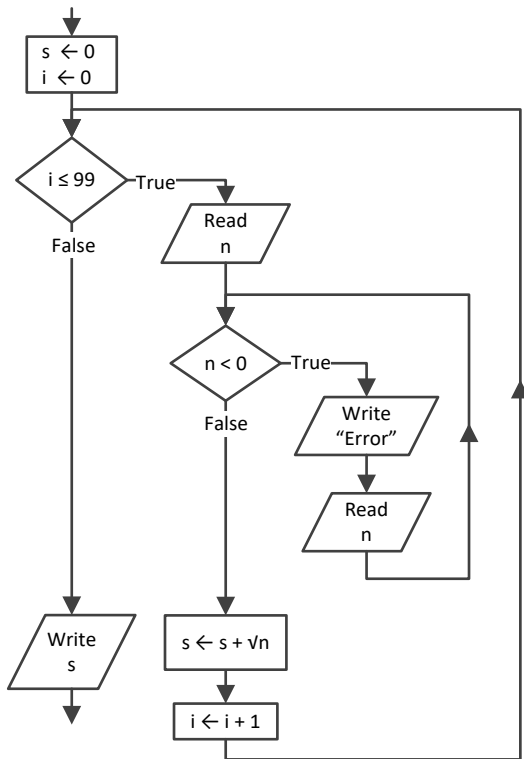 s ← 0
i ← 0
i ≤ 99
True
Read
n
False
n < 0
True
Write
“Error”
False
Read
n
Write
s
s ← s + √n
i ← i + 1